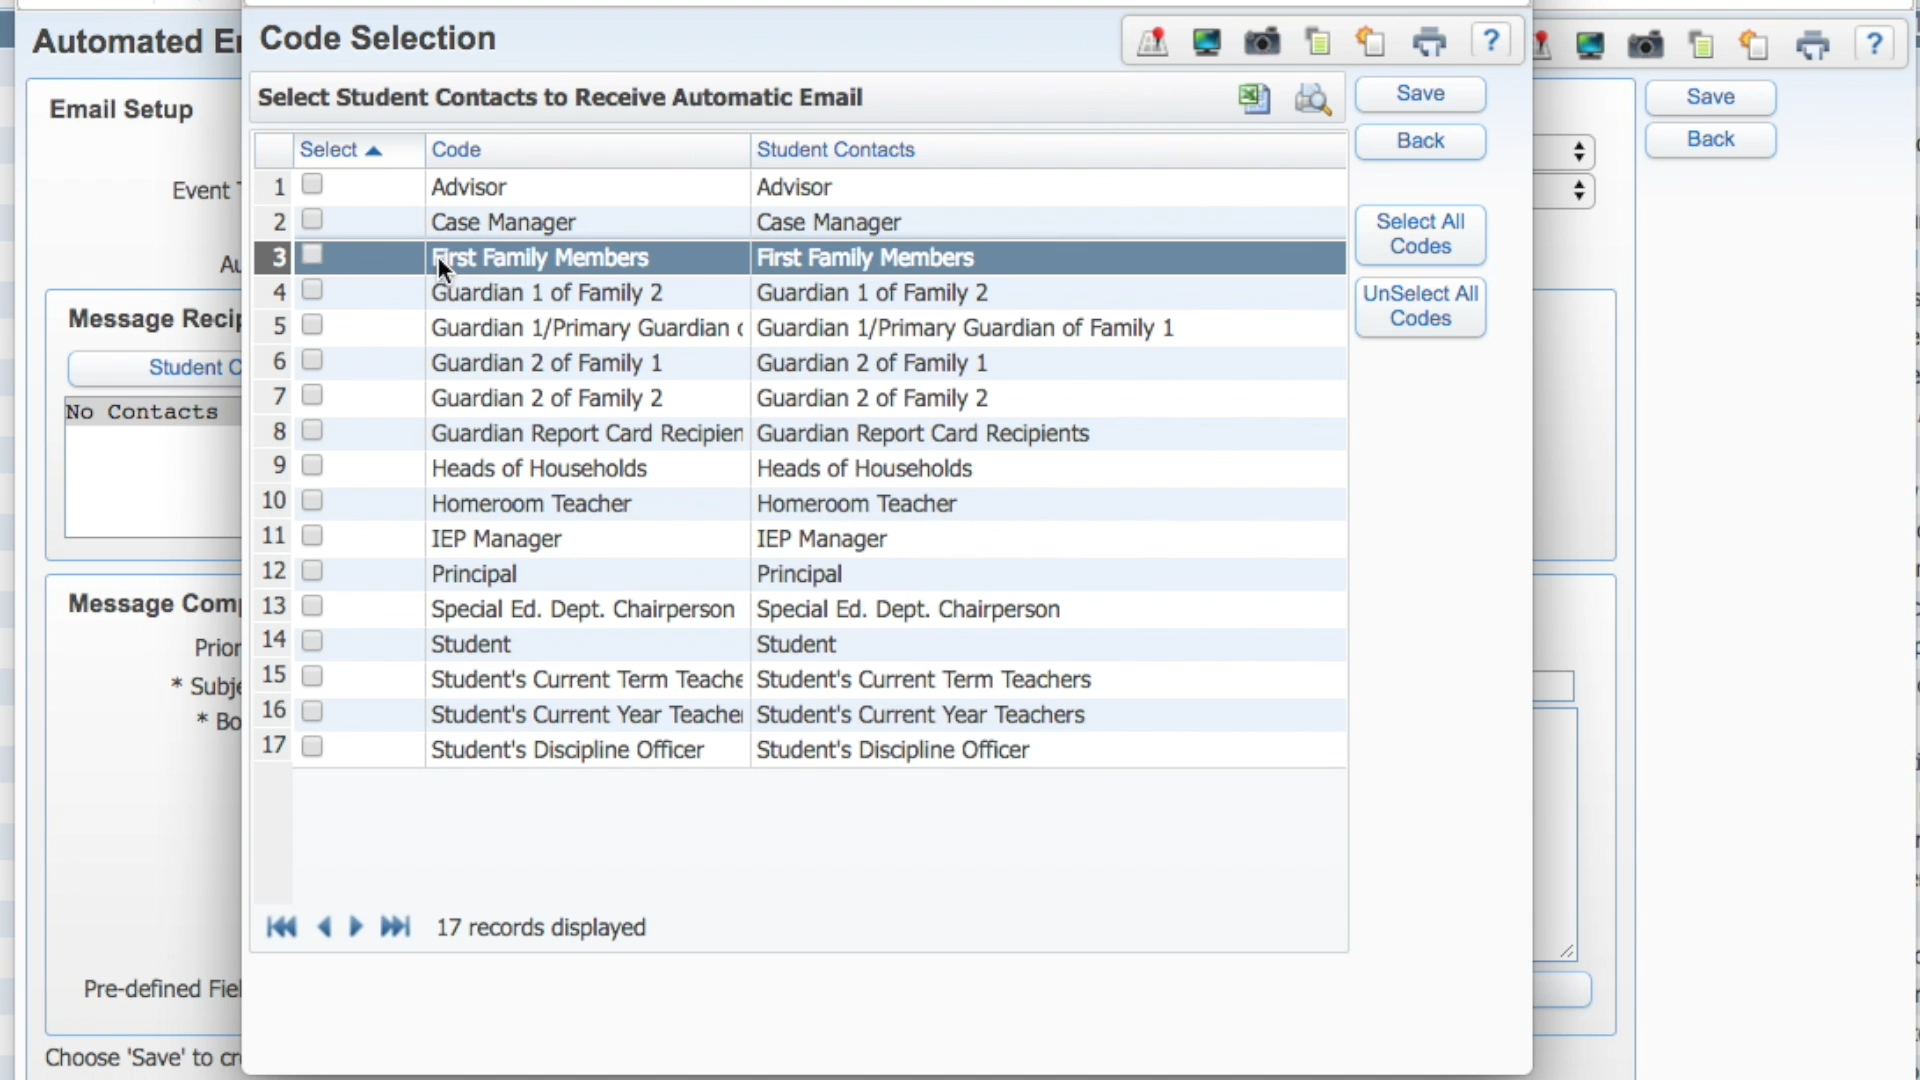 Automated
Code Selection
?
?
Email Setup
Select Student Contacts to Receive Automatic Email
Save
Save
Back
Back
Select
Code
Student Contacts
1 Advisor Advisor
2 Case Manager Case Manager
3 First Family Members First Family Members
4 Guardian 1 of Family 2 Guardian 1 of Family 2
5 Guardian 1/Primary Guardian Guardian 1/Primary Guardian of Family 1
6 Guardian 2 of Family 1 Guardian 2 of Family 1
7 Guardian 2 of Family 2 Guardian 2 of Family 2
8 Guardian Report Card Recipien Guardian Report Card Recipients
9 Heads of Households Heads of Households
10 Homeroom Teacher Homeroom Teacher
11 IEP Manager IEP Manager
12 Principal Principal
13 Special Ed. Dept. Chairperson Special Ed. Dept. Chairperson
14 Student Student
15 Student's Current Term Teache Student's Current Term Teachers
16 Student's Current Year Teacher Student's Current Year Teachers
17 Student's Discipline Officer Student's Discipline Officer
17 records displayed
Select All
Codes
UnSelect All
Codes
Event
Message Recip
Student C
No Contacts
Message Comp
Prior
* Subje
* Bo
Pre-defined Fiel
Choose 'Save' to cr